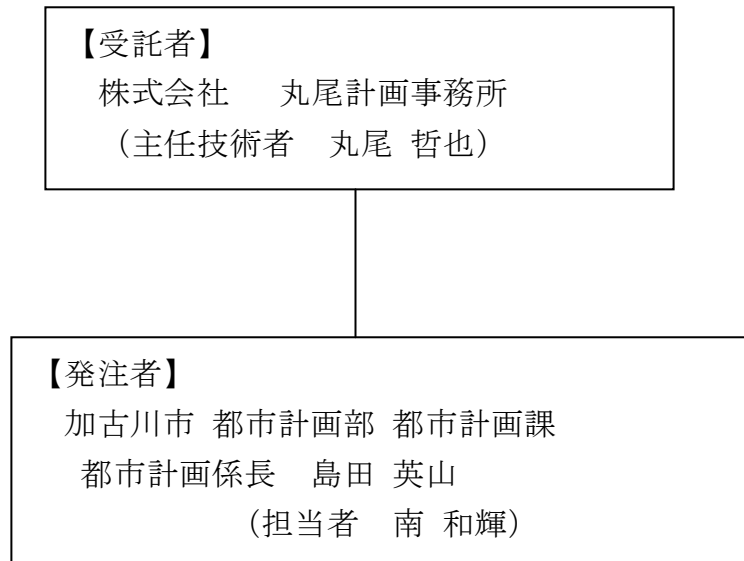 【受託者】
株式会社　丸尾計画事務所
（主任技術者　丸尾 哲也）
【発注者】
加古川市 都市計画部 都市計画課
都市計画係長　島田 英山
（担当者　南 和輝）